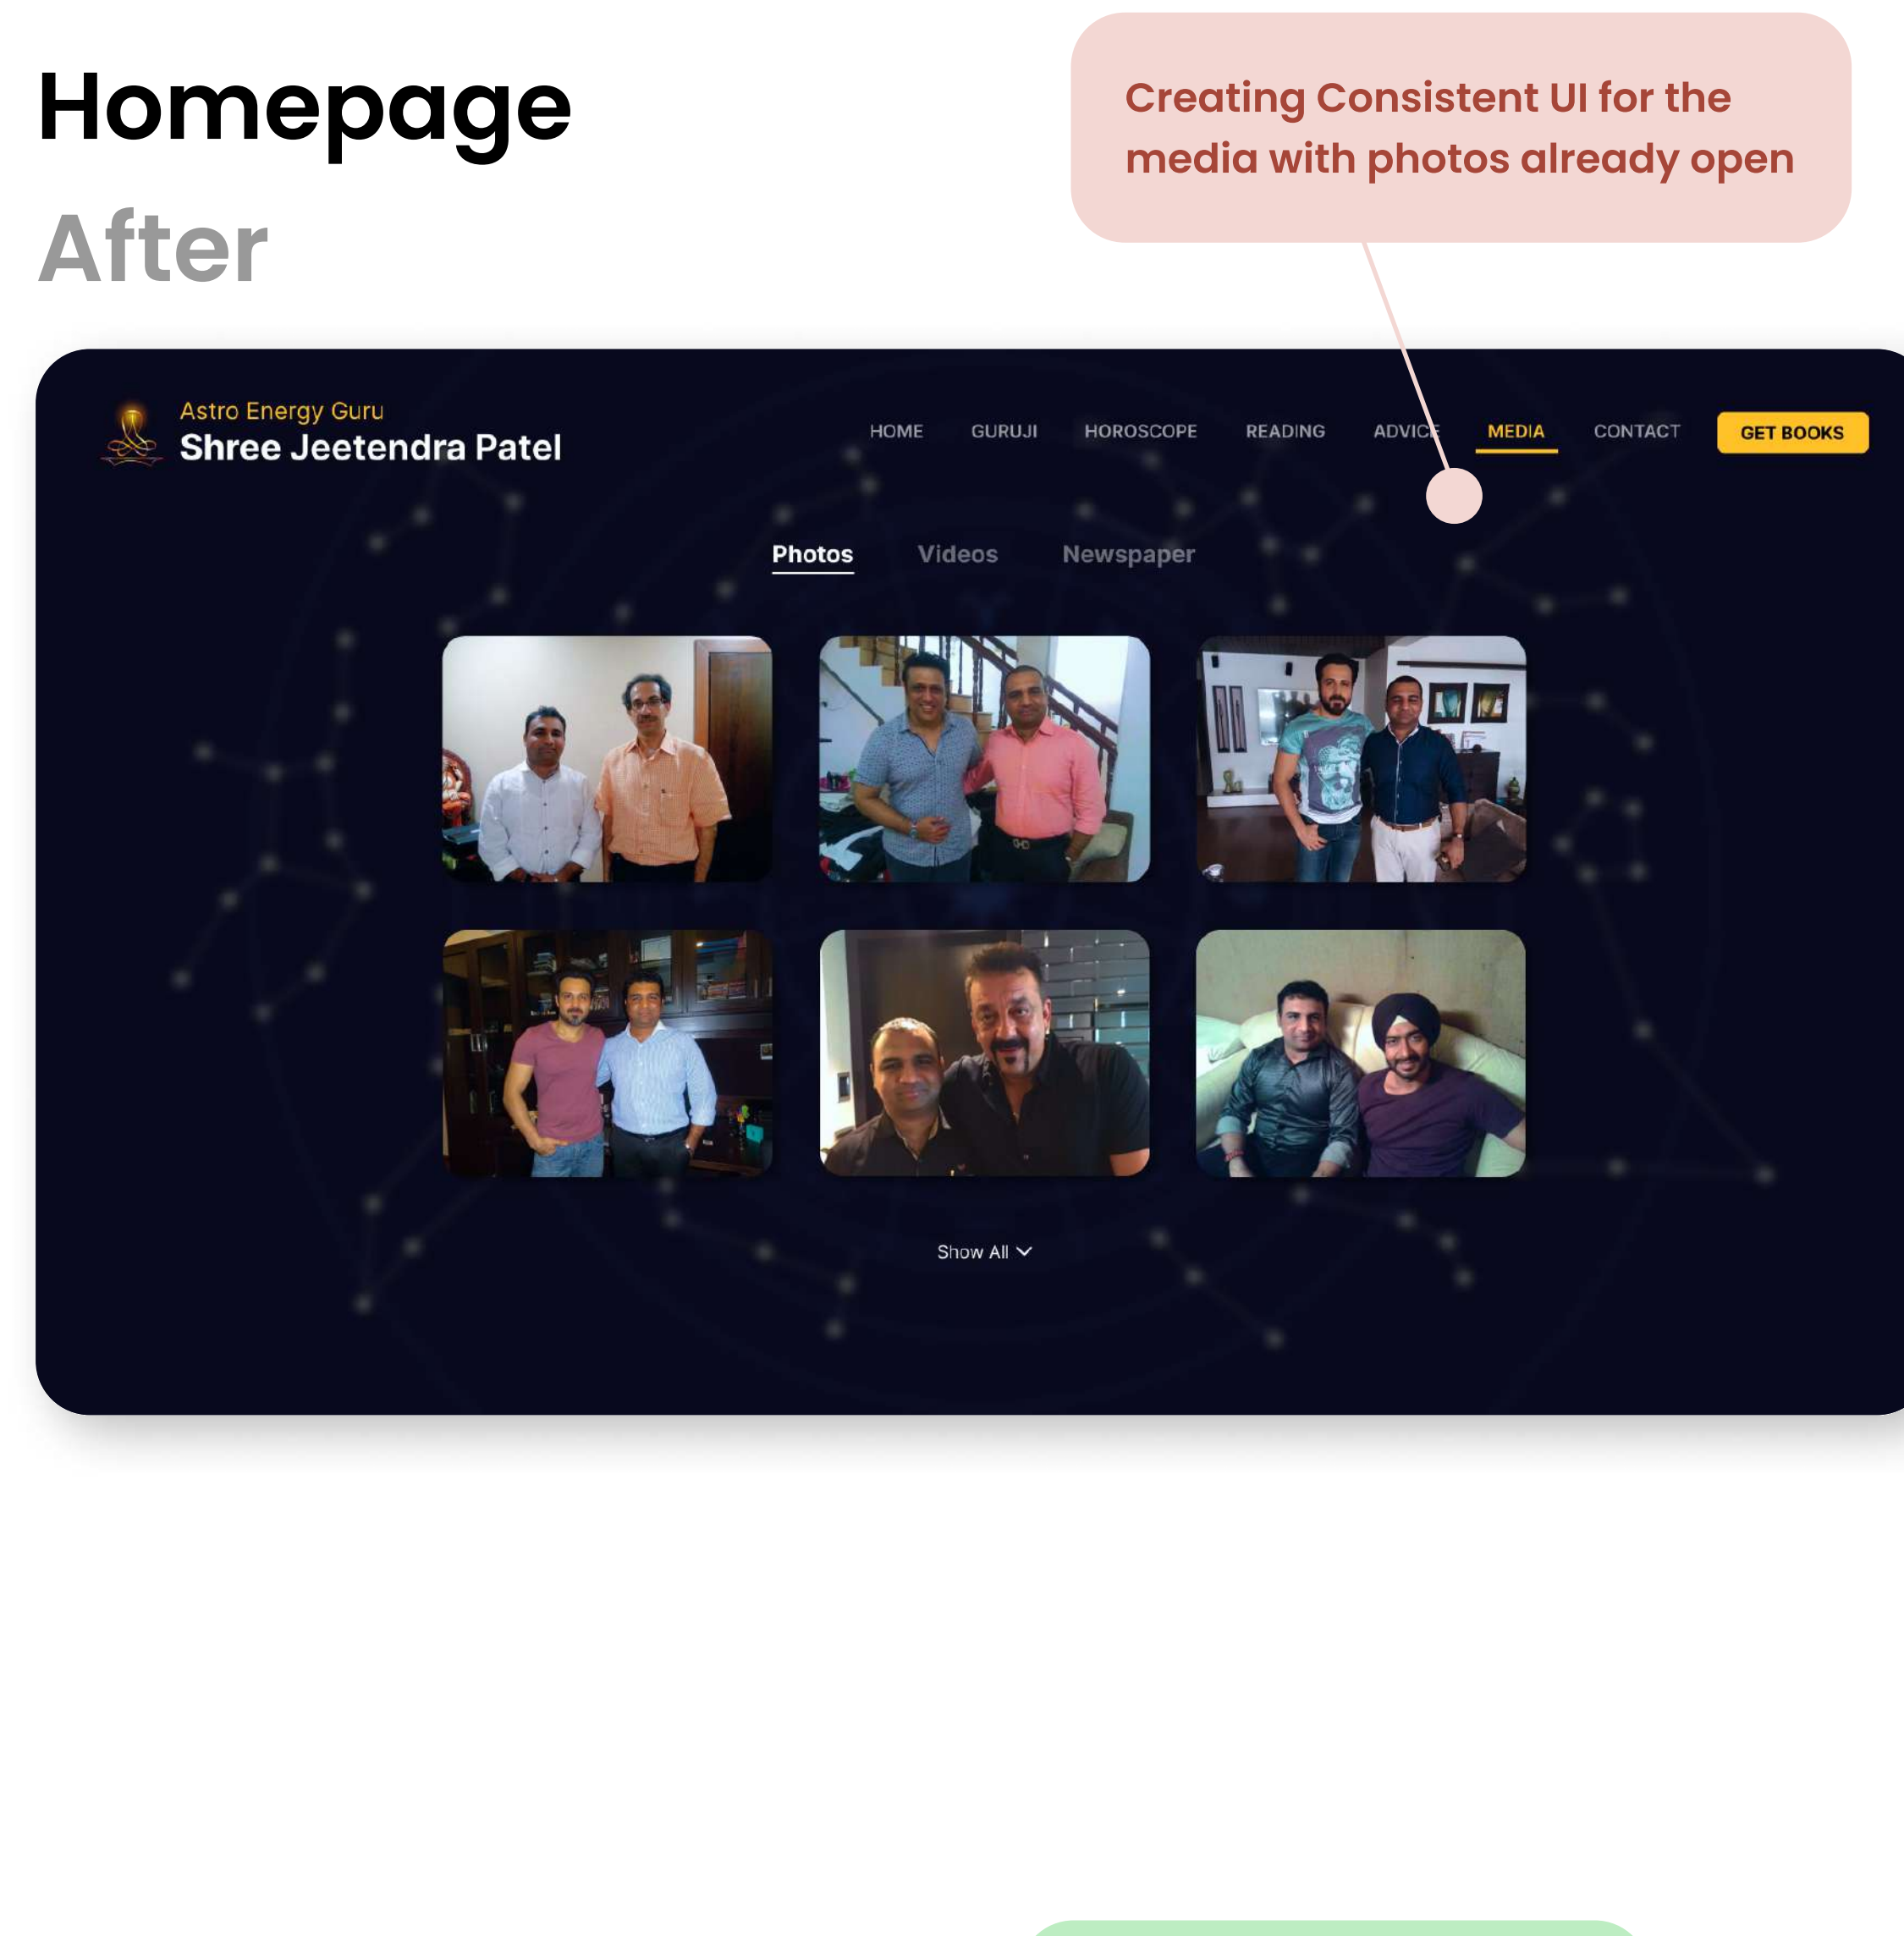 Homepage
After
Creating Consistent UI for the
media with photos already open
Astro Energy Guru
Shree Jeetendra Patel
HOME GURUJI HOROSCOPE READING ADVICE MEDIA CONTACT GET BOOKS
Photos Videos Newspaper
Show All